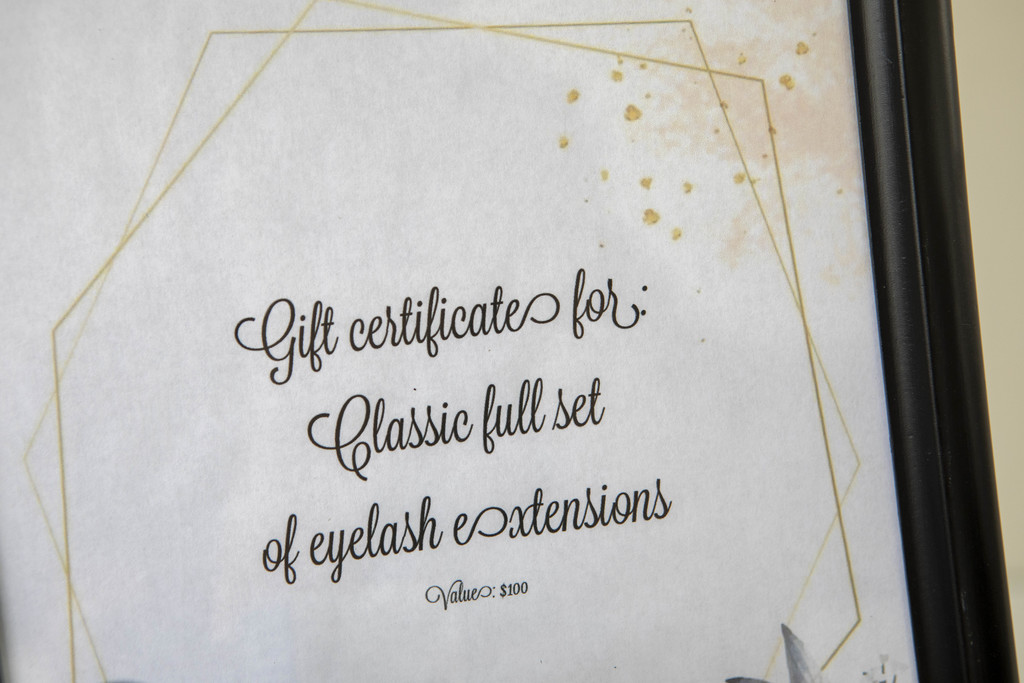 Gift certificate for:
Classic full set
of eyelash extensions
Value: $100